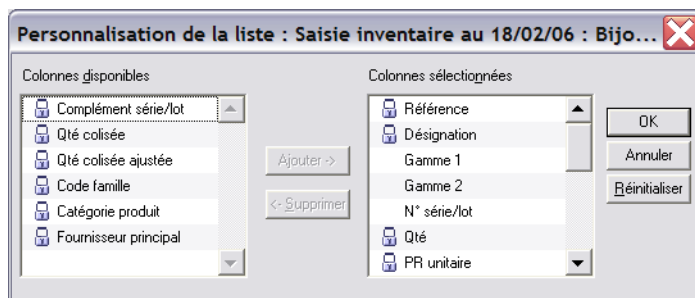 Personnalisation de la liste : Saisie inventaire au 18/02/06 : Bijo...
Colonnes disponibles
Complément série/lot
Qté colisée
Qté colisée ajustée
Code famille
Catégorie produit
Fournisseur principal
Ajouter ->
<- Supprimer
Colonnes sélectionnées
Référence
Désignation
Gamme 1
Gamme 2
N° série/lot
Qté
PR unitaire
OK
Annuler
Réinitialiser